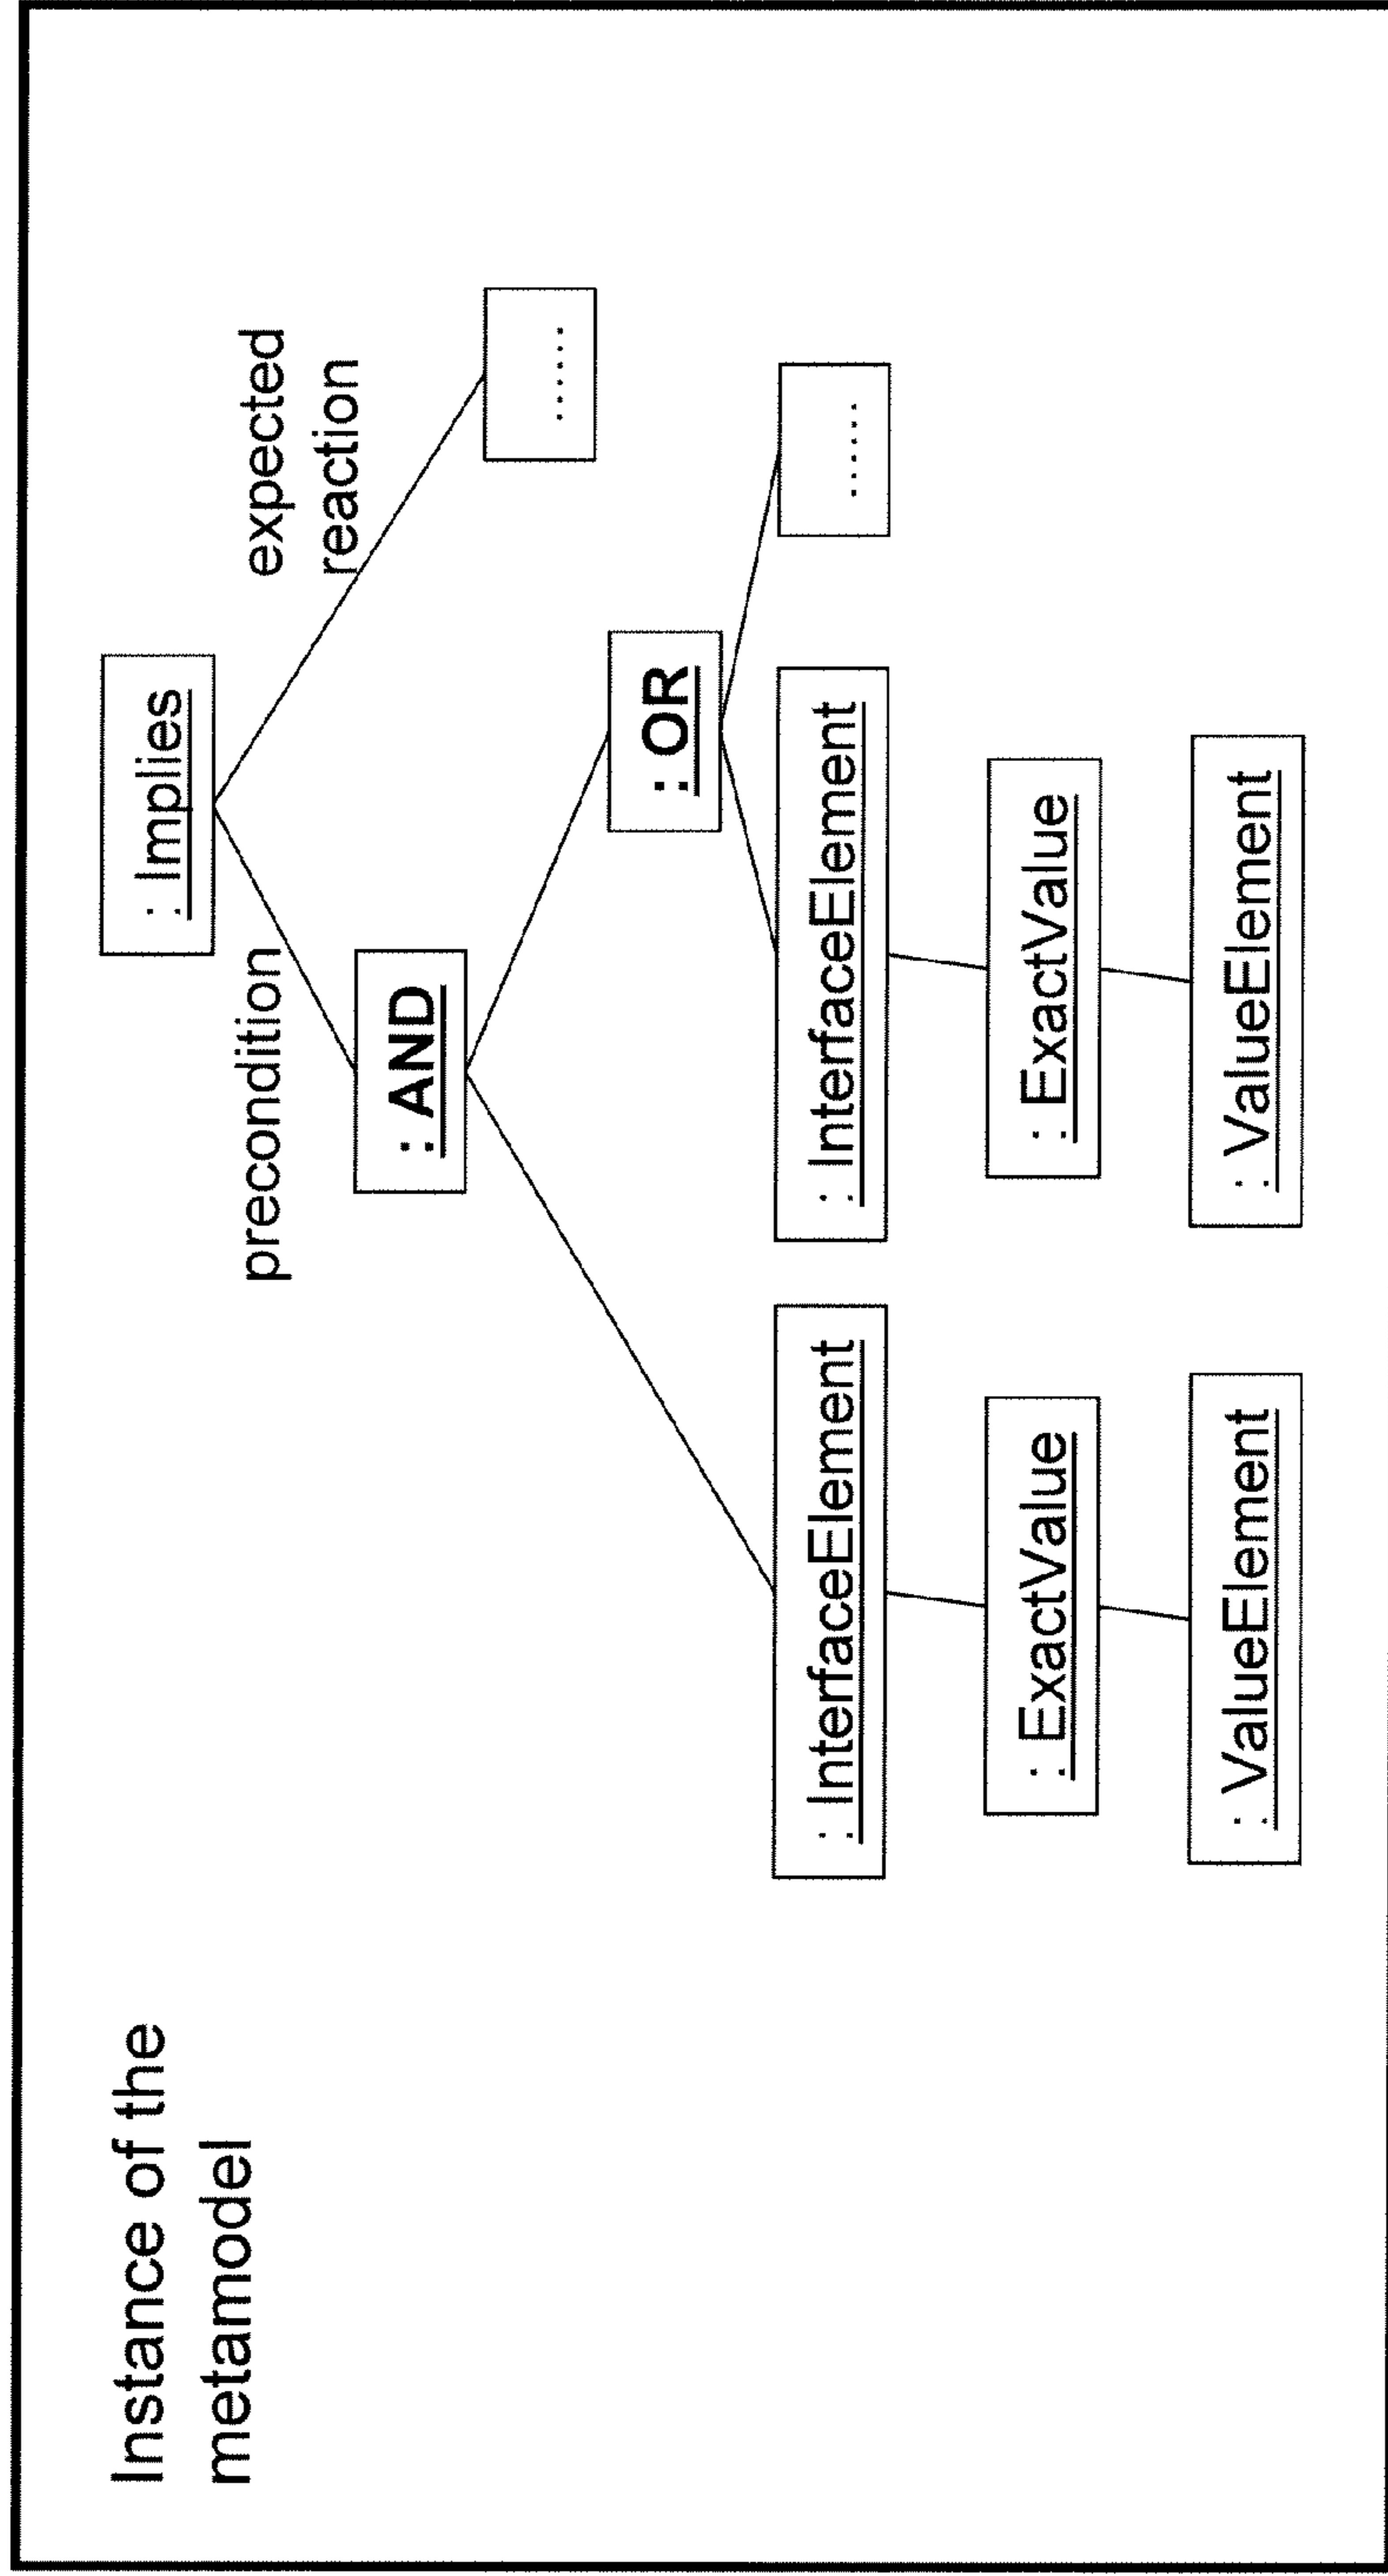 Instance of the
metamodel
: Implies
precondition
expected
reaction
: AND
......
: OR
: InterfaceElement
: InterfaceElement
......
: ExactValue
: ExactValue
: ValueElement
: ValueElement